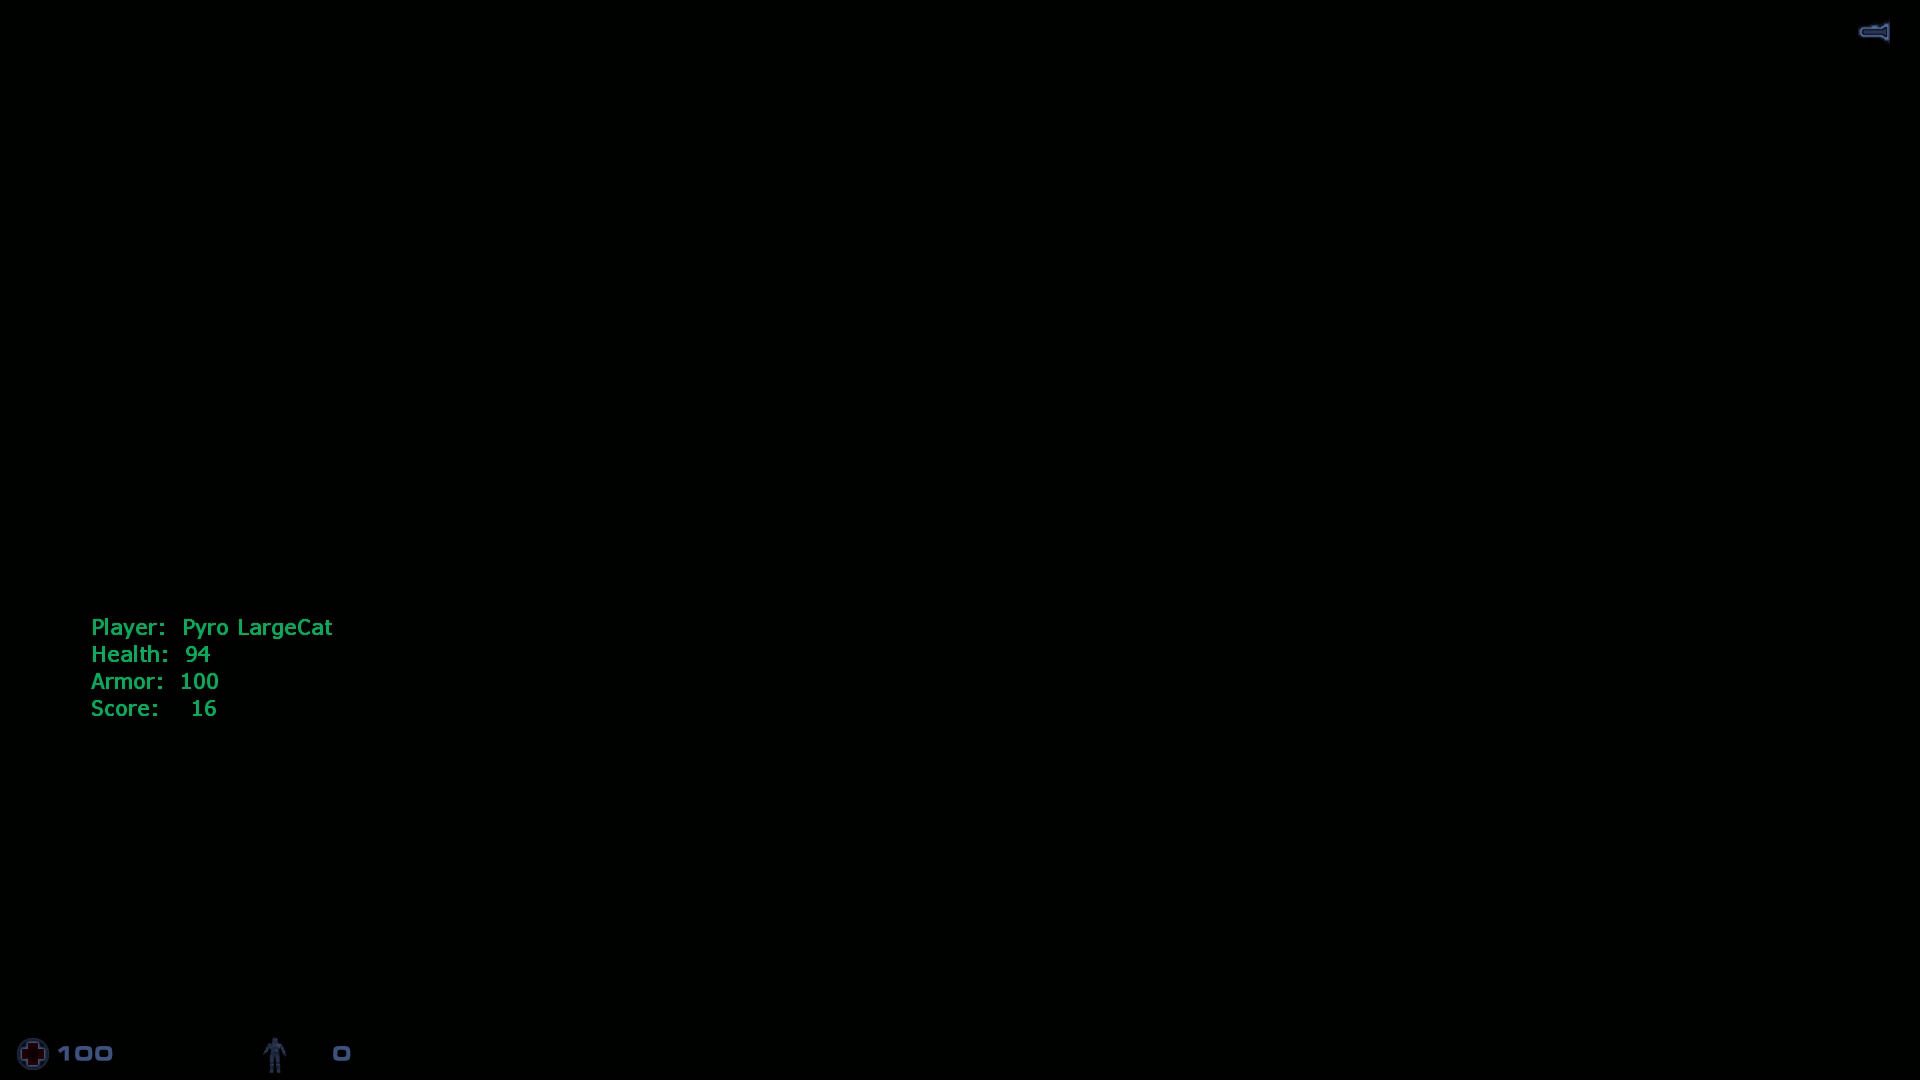 Player: Pyro LargeCat
Health: 94
Armor: 100
Score: 16
100 0